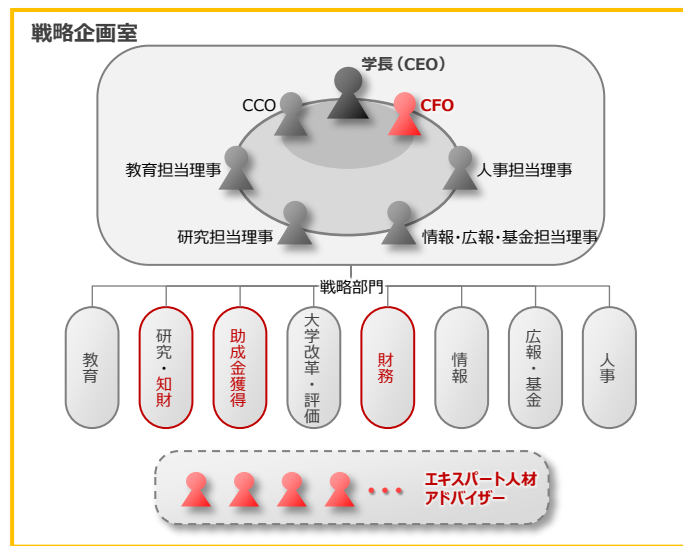 戦略企画室
学長（CEO）
CCO
CFO
教育担当理事
人事担当理事
研究担当理事
情報・広報・基金担当理事
戦略部門
教育
研究・知財
助成金獲得
大学改革・評価
財務
情報
広報・基金
人事
･･･
エキスパート人材
アドバイザー